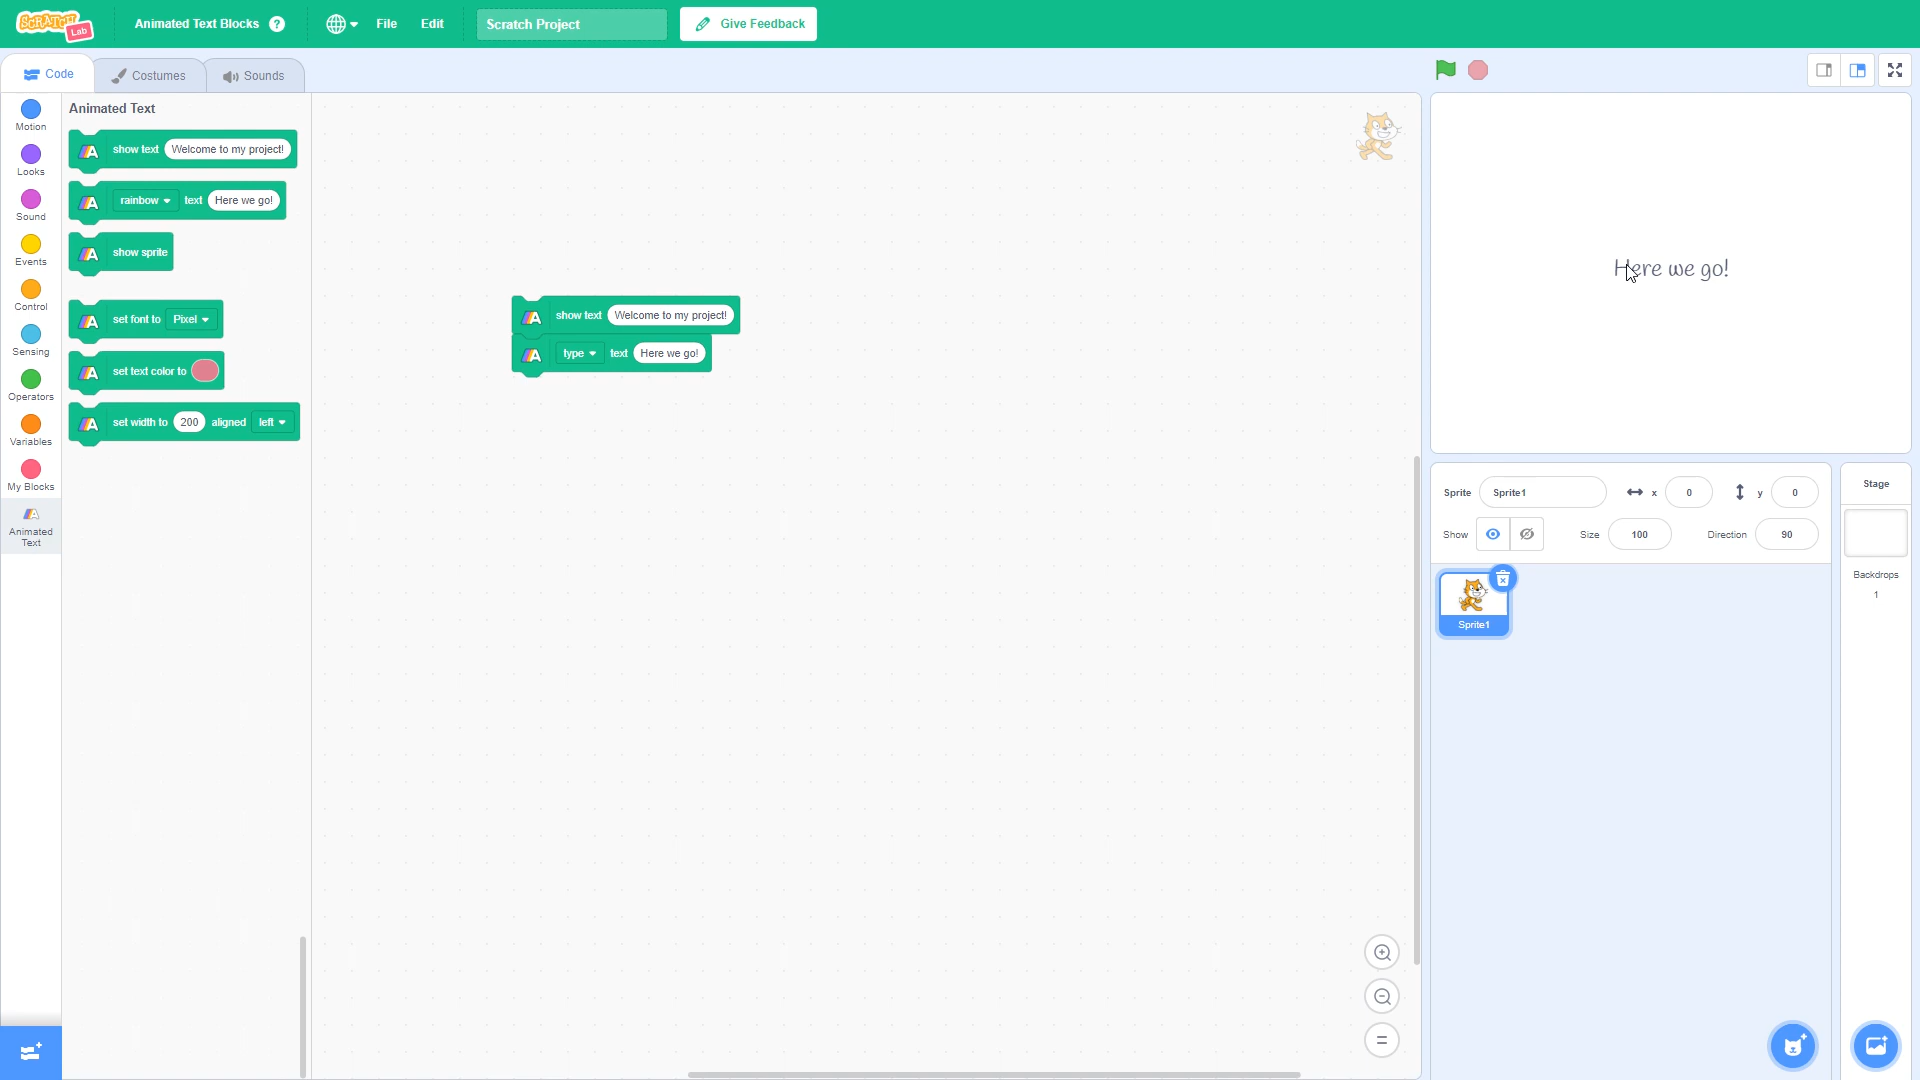 SCRATCH Lab
Animated Text Blocks ?
File
Edit
Scratch Project
Give Feedback
Code
Costumes
Sounds
Motion
Looks
Sound
Events
Control
Sensing
Operators
Variables
My Blocks
Animated
Text
Animated Text
show text Welcome to my project!
rainbow text Here we go!
show sprite
set font to Pixel
set text color to
set width to 200 aligned left
show text Welcome to my project!
type text Here we go!
Here we go!
Sprite Sprite1 x 0 y 0
Show Size 100 Direction 90
Sprite1
Stage
Backdrops
1